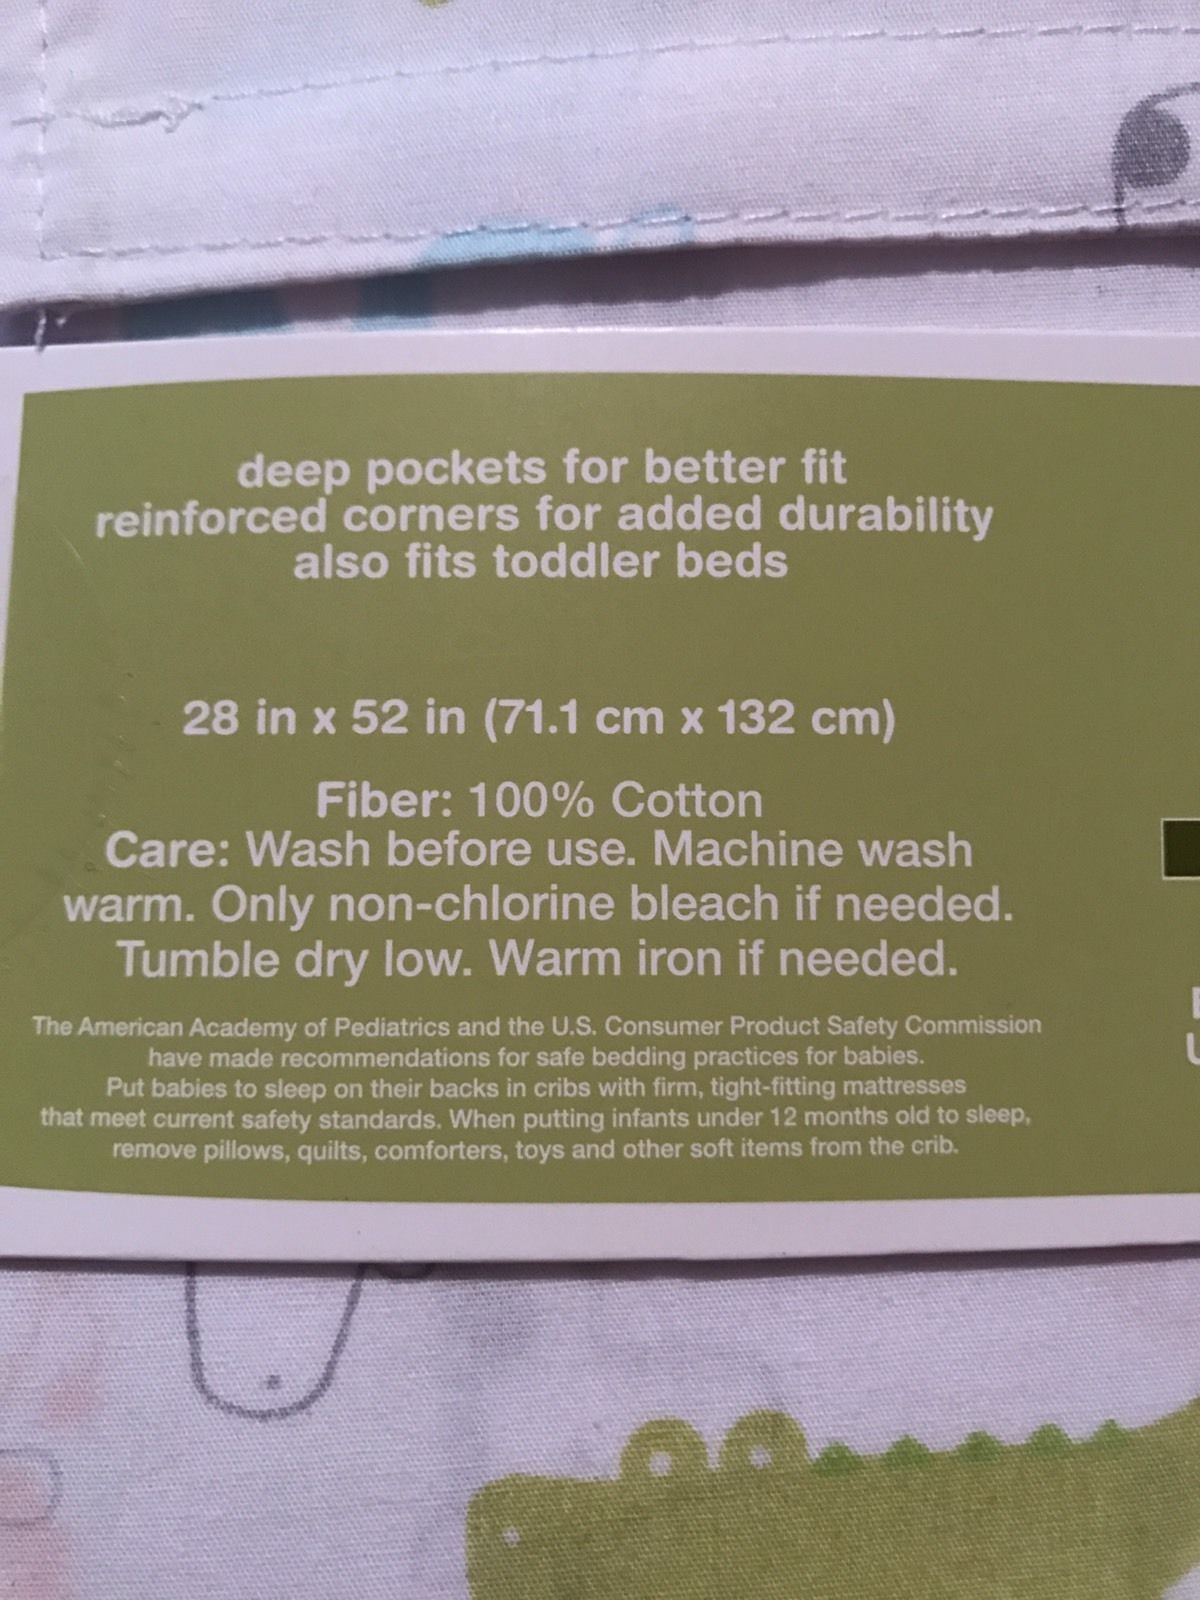 deep pockets for better fit
reinforced corners for added durability
also fits toddler beds
28 in x 52 in (71.1 cm x 132 cm)
Fiber: 100% Cotton
Care: Wash before use. Machine wash
warm. Only non-chlorine bleach if needed.
Tumble dry low. Warm iron if needed.
The American Academy of Pediatrics and the U.S. Consumer Product Safety Commission
have made recommendations for safe bedding practices for babies.
Put babies to sleep on their backs in cribs with firm, tight-fitting mattresses
that meet current safety standards. When putting infants under 12 months old to sleep,
remove pillows, quilts, comforters, toys and other soft items from the crib.